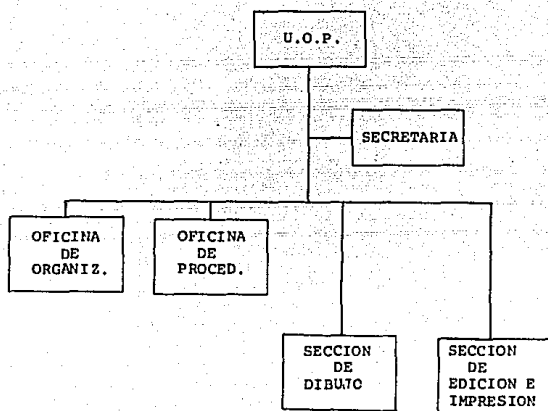 U.O.P.
SECRETARIA
OFICINA
DE
ORGANIZ.
OFICINA
DE
PROCED.
SECCION
DE
DIBUJO
SECCION
DE
EDICION E
IMPRESION